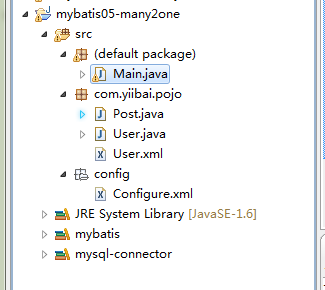 mybatis05-many2one
src
(default package)
Main.java
com.yiibai.pojo
Post.java
User.java
User.xml
config
Configure.xml
JRE System Library [JavaSE-1.6]
mybatis
mysql-connector